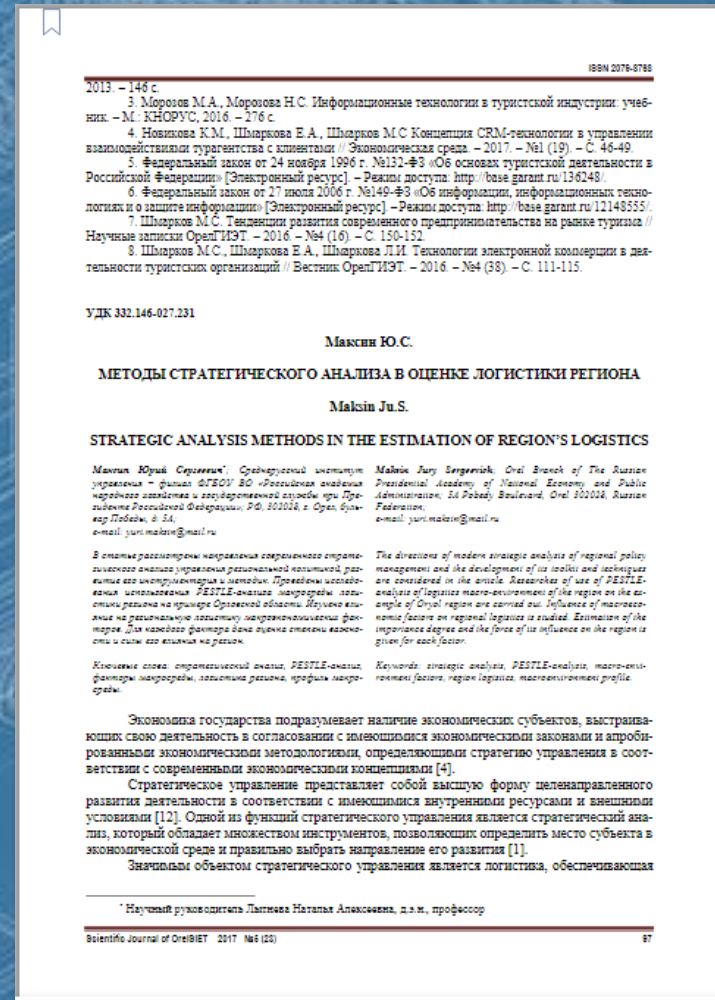 ISSN 2079-8768
2013. – 146 с.
3. Морозов М.А., Морозова Н.С. Информационные технологии в туристской индустрии: учеб-
ник. – М.: КНОРУС, 2016. – 276 с.
4. Новикова К.М., Шмаркова Е.А., Шмарков М.С Концепция CRM-технологии в управлении
взаимодействиями турагентства с клиентами // Экономическая среда. – 2017. – №1 (19). – С. 46-49.
5. Федеральный закон от 24 ноября 1996 г. №132-ФЗ «Об основах туристской деятельности в
Российской Федерации» [Электронный ресурс]. – Режим доступа: http://base.garant.ru/136248/.
6. Федеральный закон от 27 июля 2006 г. №149-ФЗ «Об информации, информационных техно-
логиях и о защите информации» [Электронный ресурс]. – Режим доступа: http://base.garant.ru/12148555/.
7. Шмарков М.С. Тенденции развития современного предпринимательства на рынке туризма //
Научные записки ОрелГИЭТ. – 2016. – №4 (16). – С. 150-152.
8. Шмарков М.С., Шмаркова Е.А., Шмаркова Л.И. Технологии электронной коммерции в дея-
тельности туристских организаций // Вестник ОрелГИЭТ. – 2016. – №4 (38). – С. 111-115.
УДК 332.146-027.231
Максин Ю.С.
МЕТОДЫ СТРАТЕГИЧЕСКОГО АНАЛИЗА В ОЦЕНКЕ ЛОГИСТИКИ РЕГИОНА
Maksin Ju.S.
STRATEGIC ANALYSIS METHODS IN THE ESTIMATION OF REGION'S LOGISTICS
Максин Юрий Сергеевич*; Среднерусский институт
управления – филиал ФГБОУ ВО «Российская академия
народного хозяйства и государственной службы при Пре-
зиденте Российской Федерации»; РФ, 302028, г. Орел, буль-
вар Победы, д. 5А;
e-mail: yuri.maksin@mail.ru
Maksin Jury Sergeevich; Orel Branch of The Russian
Presidential Academy of National Economy and Public
Administration; 5A Pobedy Boulevard, Orel 302028, Russian
Federation;
e-mail: yuri.maksin@mail.ru
В статье рассмотрены направления современного страте-
гического анализа управления региональной политикой, раз-
витие его инструментария и методик. Проведены исследо-
вания использования PESTLE-анализа макросреды логи-
стики региона на примере Орловской области. Изучено вли-
яние на региональную логистику макроэкономических фак-
торов. Для каждого фактора дана оценка степени важно-
сти и силы его влияния на регион.
The directions of modern strategic analysis of regional policy
management and the development of its toolkit and techniques
are considered in the article. Researches of use of PESTLE-
analysis of logistics macro-environment of the region on the ex-
ample of Oryol region are carried out. Influence of macroeco-
nomic factors on regional logistics is studied. Estimation of the
importance degree and the force of its influence on the region is
given for each factor.
Ключевые слова: стратегический анализ, PESTLE-анализ,
факторы макросреды, логистика региона, профиль макро-
среды.
Keywords: strategic analysis, PESTLE-analysis, macro-envi-
ronment factors, region logistics, macroenvironment profile.
Экономика государства подразумевает наличие экономических субъектов, выстраива-
ющих свою деятельность в согласовании с имеющимися экономическими законами и апроби-
рованными экономическими методологиями, определяющими стратегию управления в соот-
ветствии с современными экономическими концепциями [4].
Стратегическое управление представляет собой высшую форму целенаправленного
развития деятельности в соответствии с имеющимися внутренними ресурсами и внешними
условиями [12]. Одной из функций стратегического управления является стратегический ана-
лиз, который обладает множеством инструментов, позволяющих определить место субъекта в
экономической среде и правильно выбрать направление его развития [1].
Значимым объектом стратегического управления является логистика, обеспечивающая
* Научный руководитель Лытнева Наталья Алексеевна, д.э.н., профессор
Scientific Journal of OrelSIET 2017 №5 (23) 97